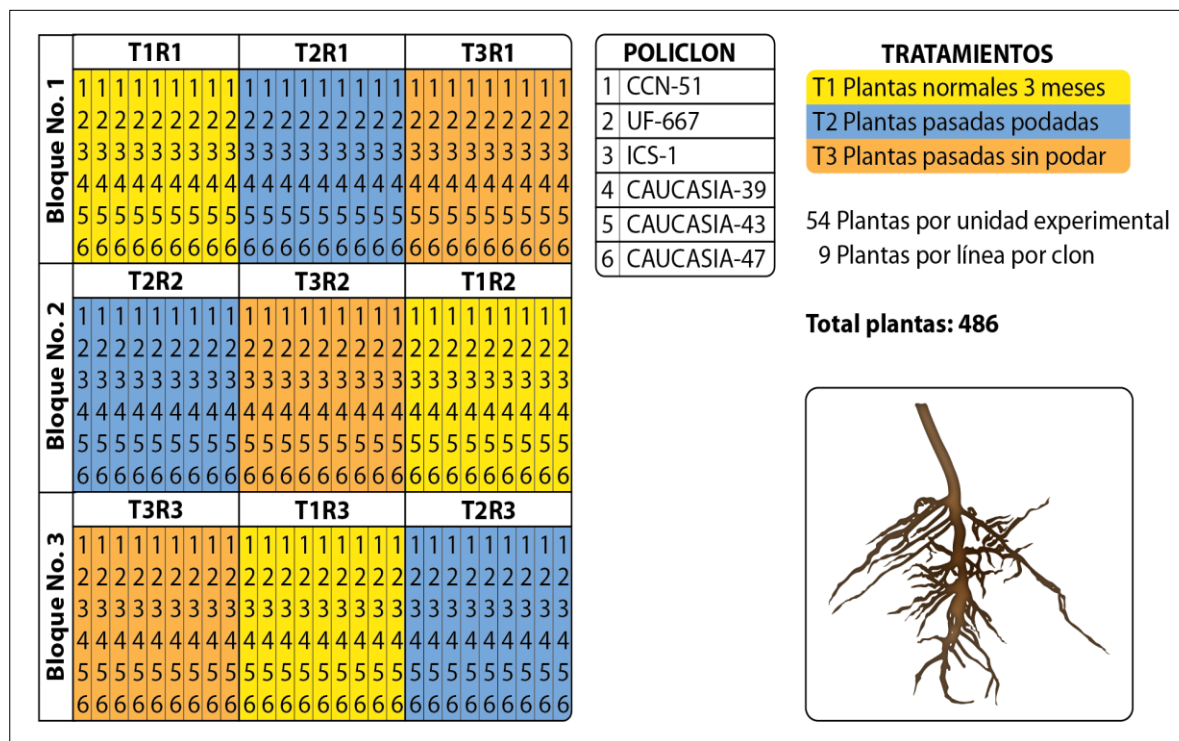 Bloque No. 1
T1R1 T2R1 T3R1
1 1 1 1 1 1 1 1 1 1 1 1 1 1 1 1 1 1 1 1 1 1 1 1 1 1 1
2 2 2 2 2 2 2 2 2 2 2 2 2 2 2 2 2 2 2 2 2 2 2 2 2 2 2
3 3 3 3 3 3 3 3 3 3 3 3 3 3 3 3 3 3 3 3 3 3 3 3 3 3 3
4 4 4 4 4 4 4 4 4 4 4 4 4 4 4 4 4 4 4 4 4 4 4 4 4 4 4
5 5 5 5 5 5 5 5 5 5 5 5 5 5 5 5 5 5 5 5 5 5 5 5 5 5 5
6 6 6 6 6 6 6 6 6 6 6 6 6 6 6 6 6 6 6 6 6 6 6 6 6 6 6
Bloque No. 2
T2R2 T3R2 T1R2
1 1 1 1 1 1 1 1 1 1 1 1 1 1 1 1 1 1 1 1 1 1 1 1 1 1 1
2 2 2 2 2 2 2 2 2 2 2 2 2 2 2 2 2 2 2 2 2 2 2 2 2 2 2
3 3 3 3 3 3 3 3 3 3 3 3 3 3 3 3 3 3 3 3 3 3 3 3 3 3 3
4 4 4 4 4 4 4 4 4 4 4 4 4 4 4 4 4 4 4 4 4 4 4 4 4 4 4
5 5 5 5 5 5 5 5 5 5 5 5 5 5 5 5 5 5 5 5 5 5 5 5 5 5 5
6 6 6 6 6 6 6 6 6 6 6 6 6 6 6 6 6 6 6 6 6 6 6 6 6 6 6
Bloque No. 3
T3R3 T1R3 T2R3
1 1 1 1 1 1 1 1 1 1 1 1 1 1 1 1 1 1 1 1 1 1 1 1 1 1 1
2 2 2 2 2 2 2 2 2 2 2 2 2 2 2 2 2 2 2 2 2 2 2 2 2 2 2
3 3 3 3 3 3 3 3 3 3 3 3 3 3 3 3 3 3 3 3 3 3 3 3 3 3 3
4 4 4 4 4 4 4 4 4 4 4 4 4 4 4 4 4 4 4 4 4 4 4 4 4 4 4
5 5 5 5 5 5 5 5 5 5 5 5 5 5 5 5 5 5 5 5 5 5 5 5 5 5 5
6 6 6 6 6 6 6 6 6 6 6 6 6 6 6 6 6 6 6 6 6 6 6 6 6 6 6
POLICLON
1 CCN-51
2 UF-667
3 ICS-1
4 CAUCASIA-39
5 CAUCASIA-43
6 CAUCASIA-47
TRATAMIENTOS
T1 Plantas normales 3 meses
T2 Plantas pasadas podadas
T3 Plantas pasadas sin podar
54 Plantas por unidad experimental
9 Plantas por línea por clon
Total plantas: 486